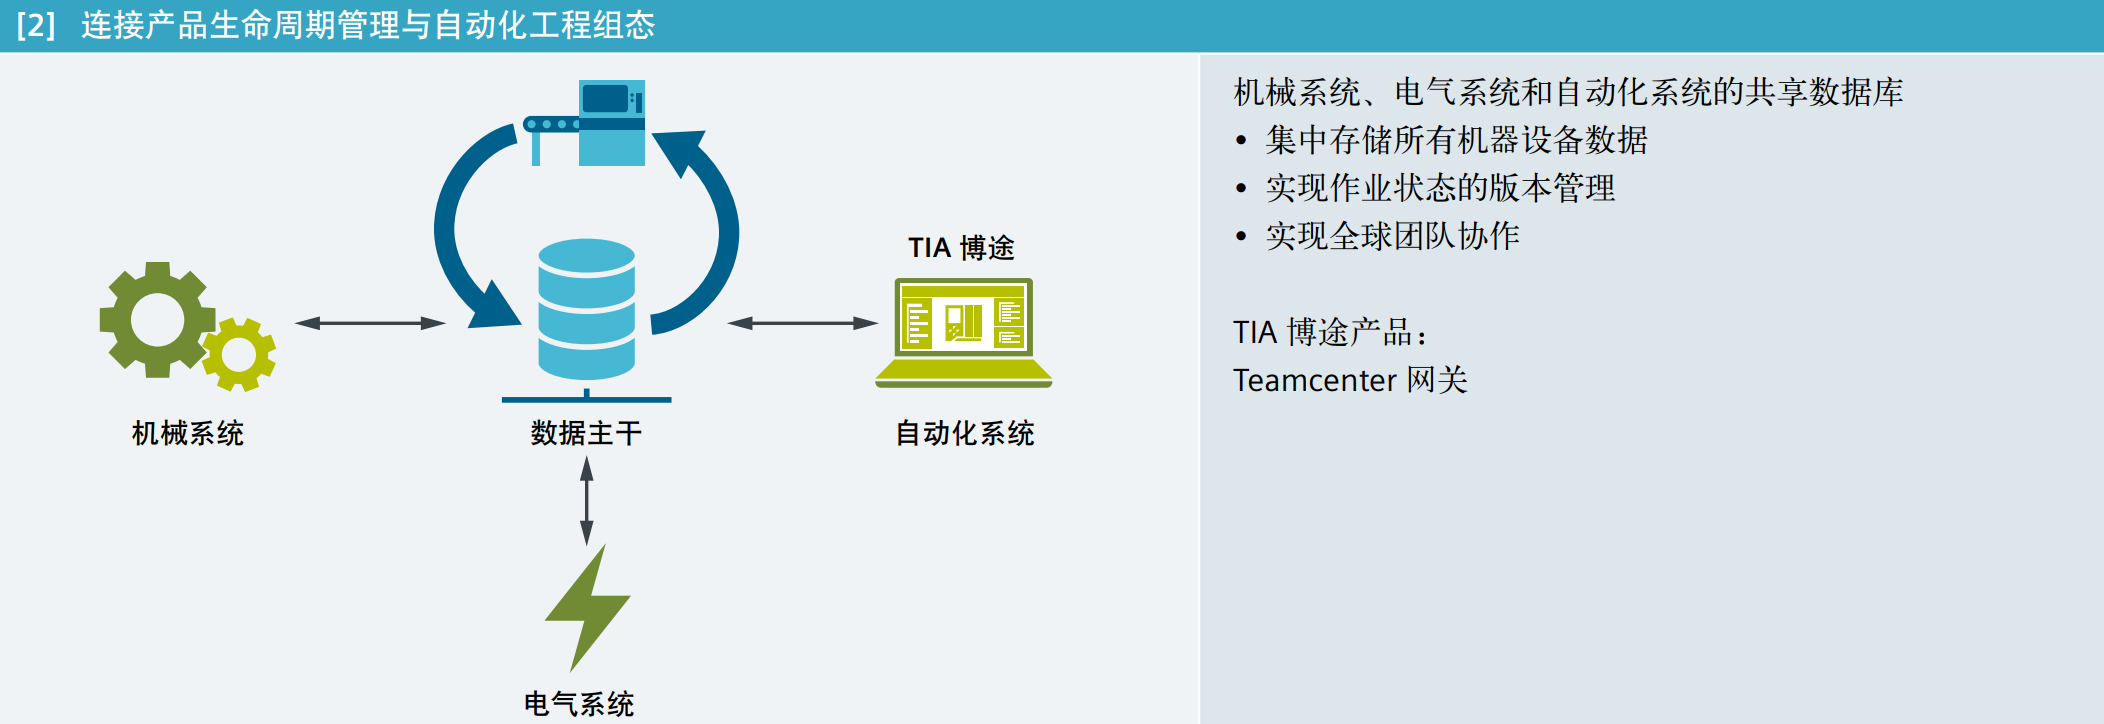 [2] 连接产品生命周期管理与自动化工程组态
TIA 博途
机械系统
数据主干
自动化系统
电气系统
机械系统、电气系统和自动化系统的共享数据库
• 集中存储所有机器设备数据
• 实现作业状态的版本管理
• 实现全球团队协作
TIA 博途产品：
Teamcenter 网关